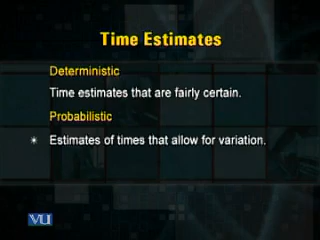 Time Estimates
Deterministic
Time estimates that are fairly certain.
Probabilistic
Estimates of times that allow for variation.
VU